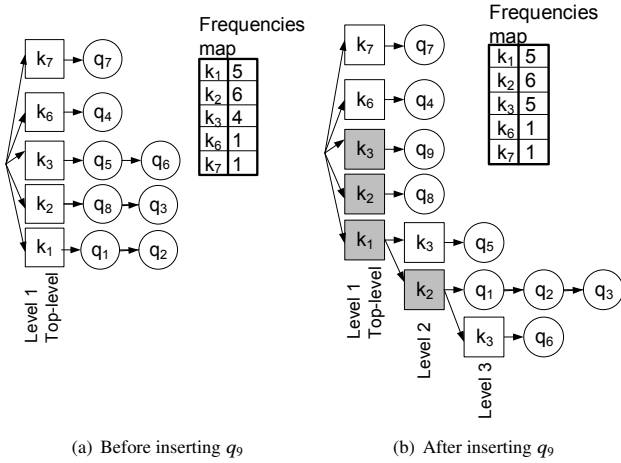 Frequencies
map
k₁ 5
k₂ 6
k₃ 4
k₆ 1
k₇ 1
k₇ q₇
k₆ q₄
k₃ q₅ q₆
k₂ q₈ q₃
k₁ q₁ q₂
Level 1
Top-level
(a) Before inserting q₉
Frequencies
map
k₁ 5
k₂ 6
k₃ 5
k₆ 1
k₇ 1
k₇ q₇
k₆ q₄
k₃ q₉
k₂ q₈
k₁ k₃ q₅
k₂ q₁ q₂ q₃
k₃ q₆
Level 1
Top-level
Level 2
Level 3
(b) After inserting q₉